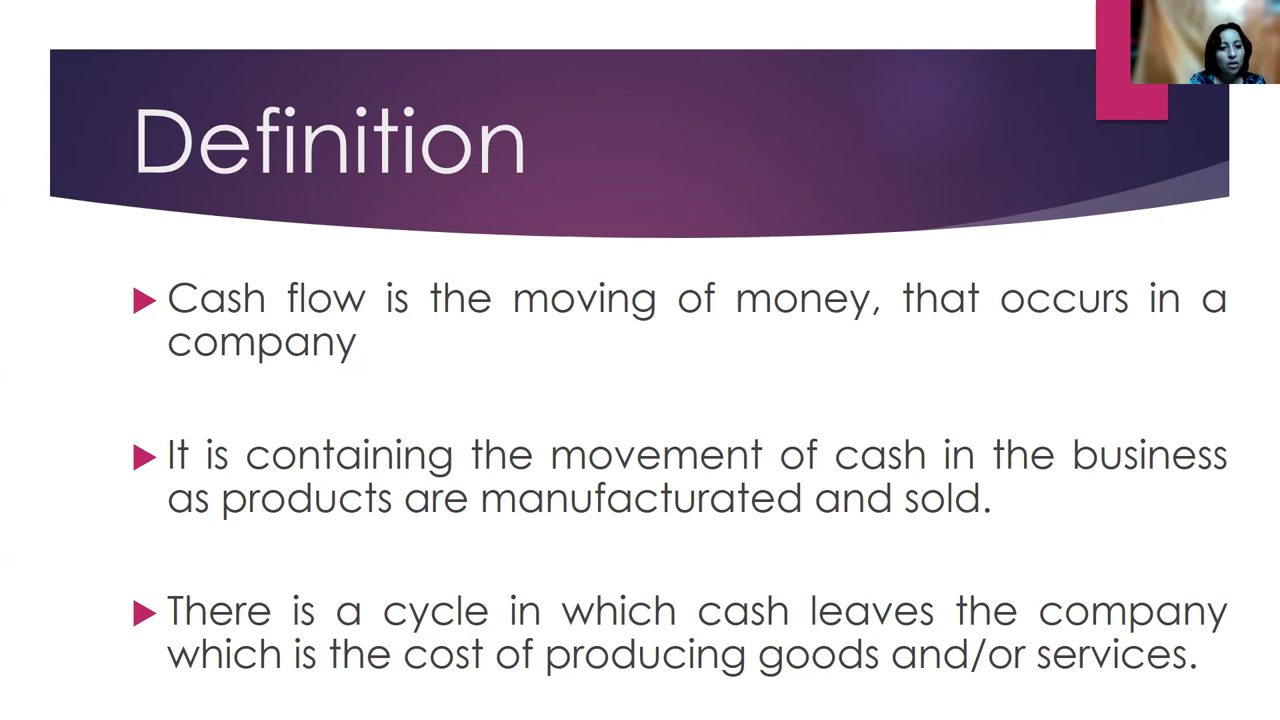 Definition
Cash flow is the moving of money, that occurs in a
company
It is containing the movement of cash in the business
as products are manufacturated and sold.
There is a cycle in which cash leaves the company
which is the cost of producing goods and/or services.